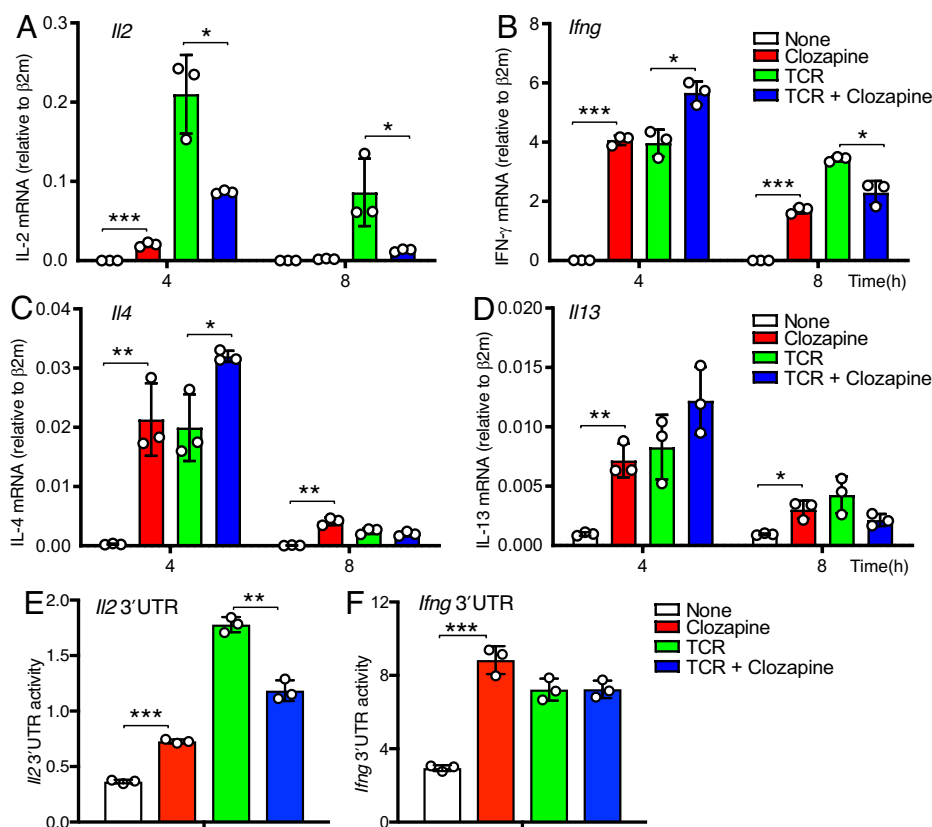 A
Il2
IL-2 mRNA (relative to β2m)
0.3
0.2
0.1
0.0
***
*
*
4
8
B
Ifng
IFN-γ mRNA (relative to β2m)
8
6
4
2
0
***
*
***
*
4
8
Time(h)
None
Clozapine
TCR
TCR + Clozapine
C
Il4
IL-4 mRNA (relative to β2m)
0.04
0.03
0.02
0.01
0.00
**
*
**
4
8
D
Il13
IL-13 mRNA (relative to β2m)
0.020
0.015
0.010
0.005
0.000
**
*
4
8
Time(h)
None
Clozapine
TCR
TCR + Clozapine
E
Il2 3′UTR
Il2 3′UTR activity
2.0
1.5
1.0
0.5
0.0
***
**
F
Ifng 3′UTR
Ifng 3′UTR activity
12
9
6
3
0
***
None
Clozapine
TCR
TCR + Clozapine